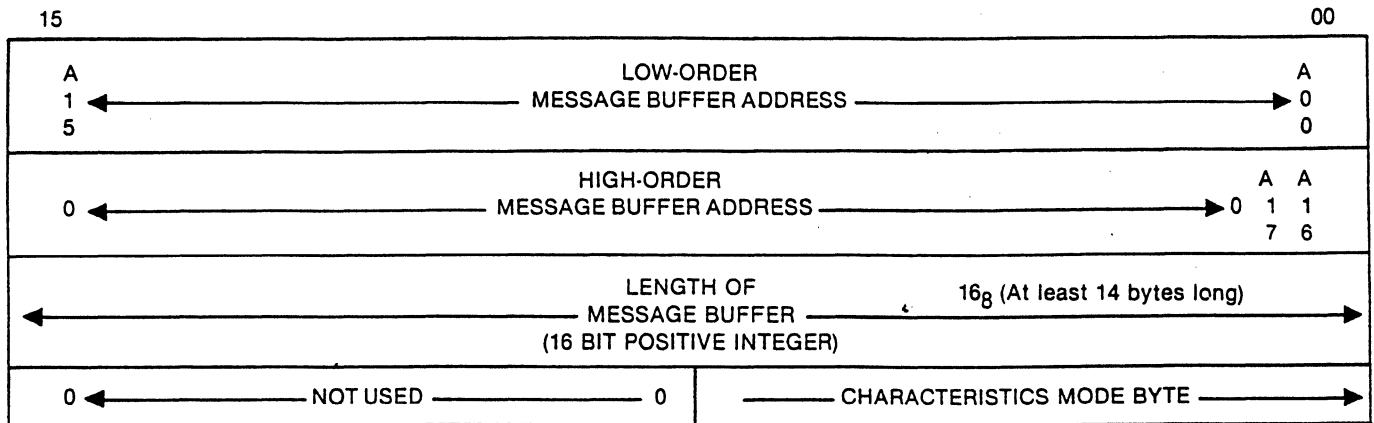 15 00
A LOW-ORDER A
1 MESSAGE BUFFER ADDRESS 0
5 0
HIGH-ORDER A A
0 MESSAGE BUFFER ADDRESS 0 1 1
7 6
LENGTH OF 16₈ (At least 14 bytes long)
MESSAGE BUFFER
(16 BIT POSITIVE INTEGER)
0 NOT USED 0 CHARACTERISTICS MODE BYTE